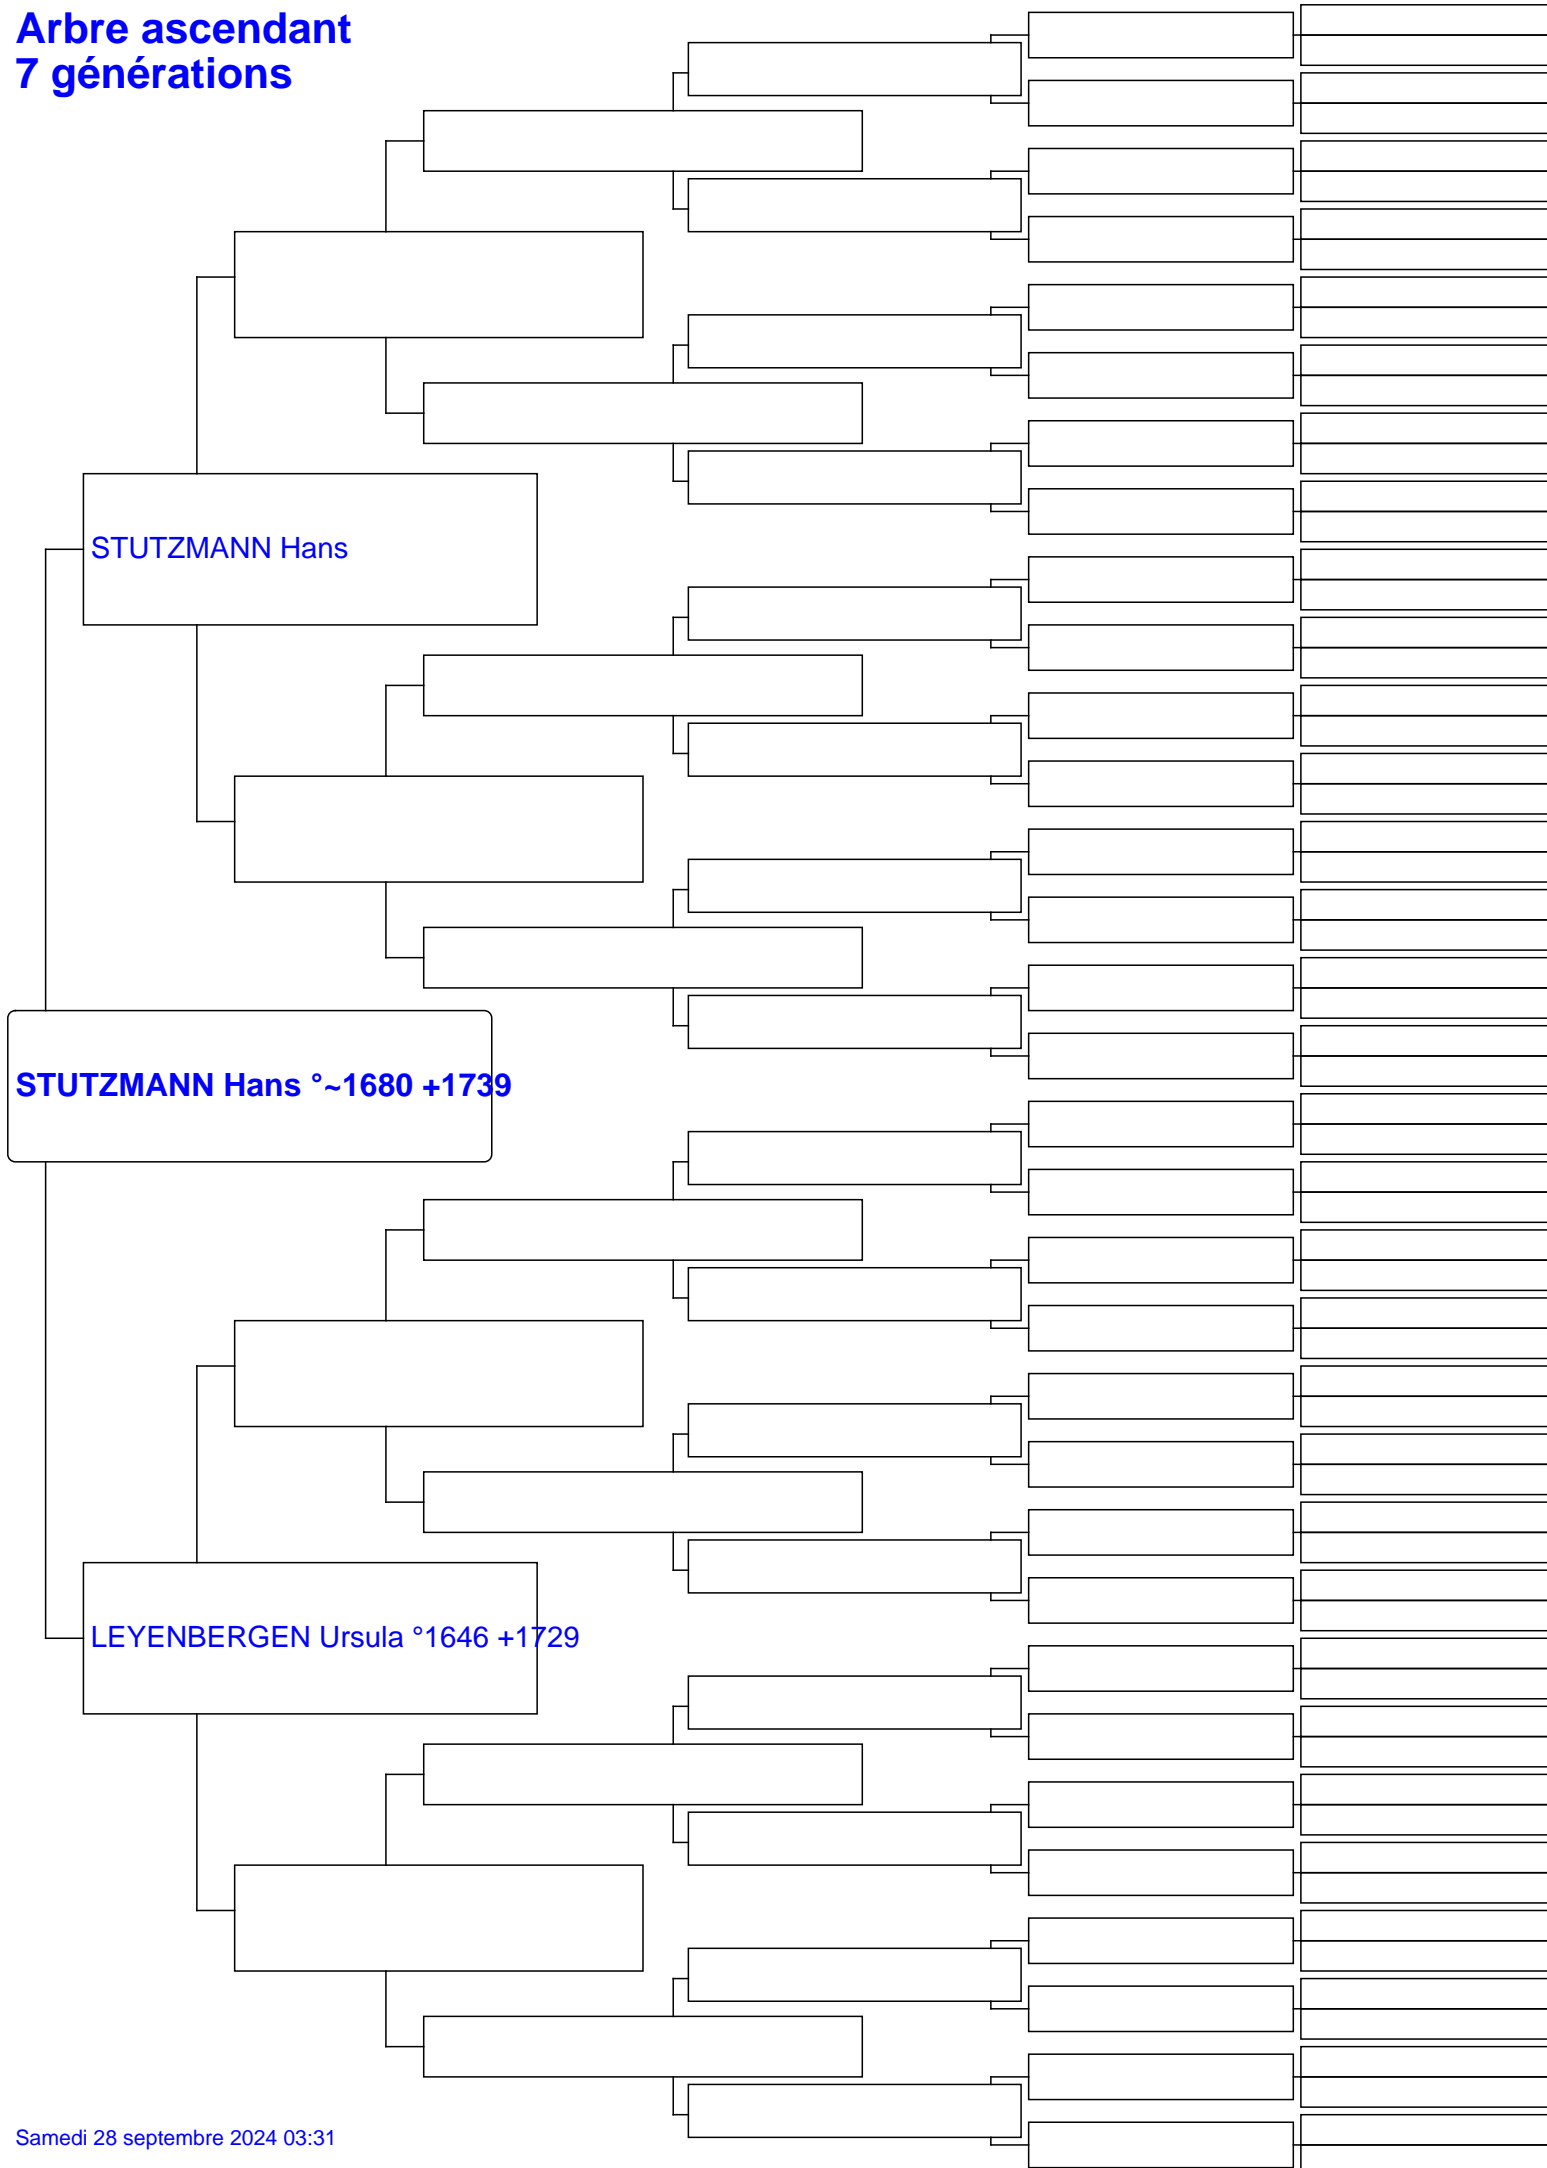 Arbre ascendant
7 générations
STUTZMANN Hans
STUTZMANN Hans °~1680 +1739
LEYENBERGEN Ursula °1646 +1729
Samedi 28 septembre 2024 03:31